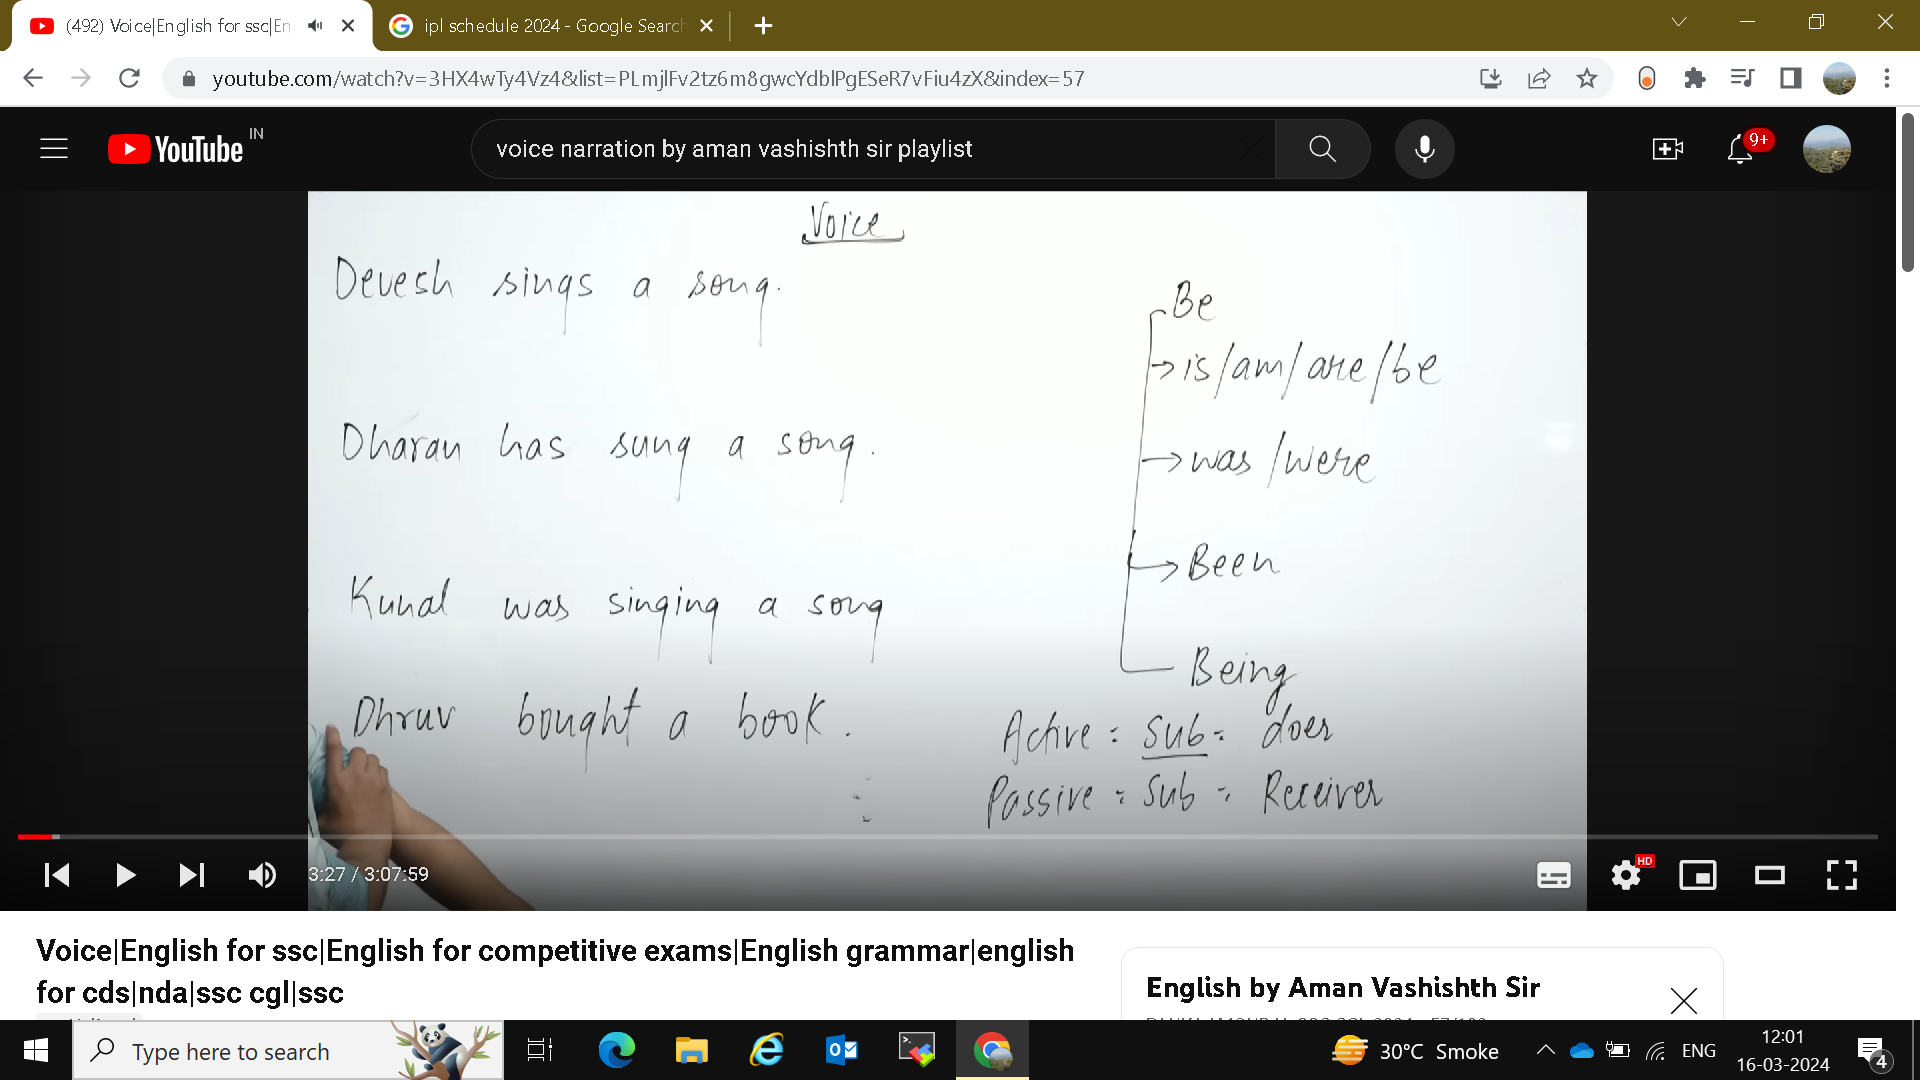 (492) Voice|English for ssc|En
ipl schedule 2024 - Google Search
youtube.com/watch?v=3HX4wTy4Vz4&list=PLmjlFv2tz6m8gwcYdblPgESeR7vFiu4zX&index=57
YouTube IN
voice narration by aman vashishth sir playlist
9+
Voice
Devesh sings a song.
Be
is/am/are/be
Dharan has sung a song.
was/were
Been
Kunal was singing a song
Being
Dhruv bought a book.
Active = Sub = doer
Passive = Sub = Receiver
3:27 / 3:07:59
HD
Voice|English for ssc|English for competitive exams|English grammar|english
for cds|nda|ssc cgl|ssc
English by Aman Vashishth Sir
Type here to search
30°C Smoke
ENG
12:01
16-03-2024
4